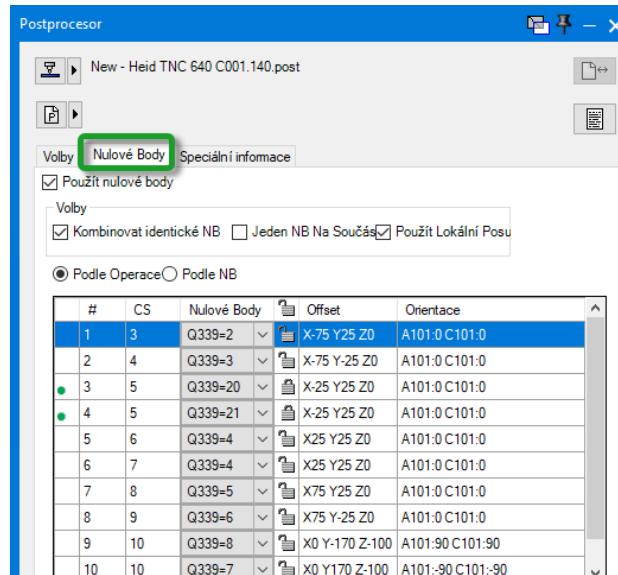 Postprocesor
New - Heid TNC 640 C001.140.post
Volby Nulové Body Speciální informace
Použít nulové body
Volby
Kombinovat identické NB Jeden NB Na Součás Použít Lokální Posu
Podle Operace Podle NB
# CS Nulové Body Offset Orientace
1 3 Q339=2 X-75 Y25 Z0 A101:0 C101:0
2 4 Q339=3 X-75 Y-25 Z0 A101:0 C101:0
3 5 Q339=20 X-25 Y25 Z0 A101:0 C101:0
4 5 Q339=21 X-25 Y25 Z0 A101:0 C101:0
5 6 Q339=4 X25 Y25 Z0 A101:0 C101:0
6 7 Q339=4 X25 Y25 Z0 A101:0 C101:0
7 8 Q339=5 X75 Y25 Z0 A101:0 C101:0
8 9 Q339=6 X75 Y-25 Z0 A101:0 C101:0
9 10 Q339=8 X0 Y-170 Z-100 A101:90 C101:90
10 10 Q339=7 X0 Y170 Z-100 A101:-90 C101:-90